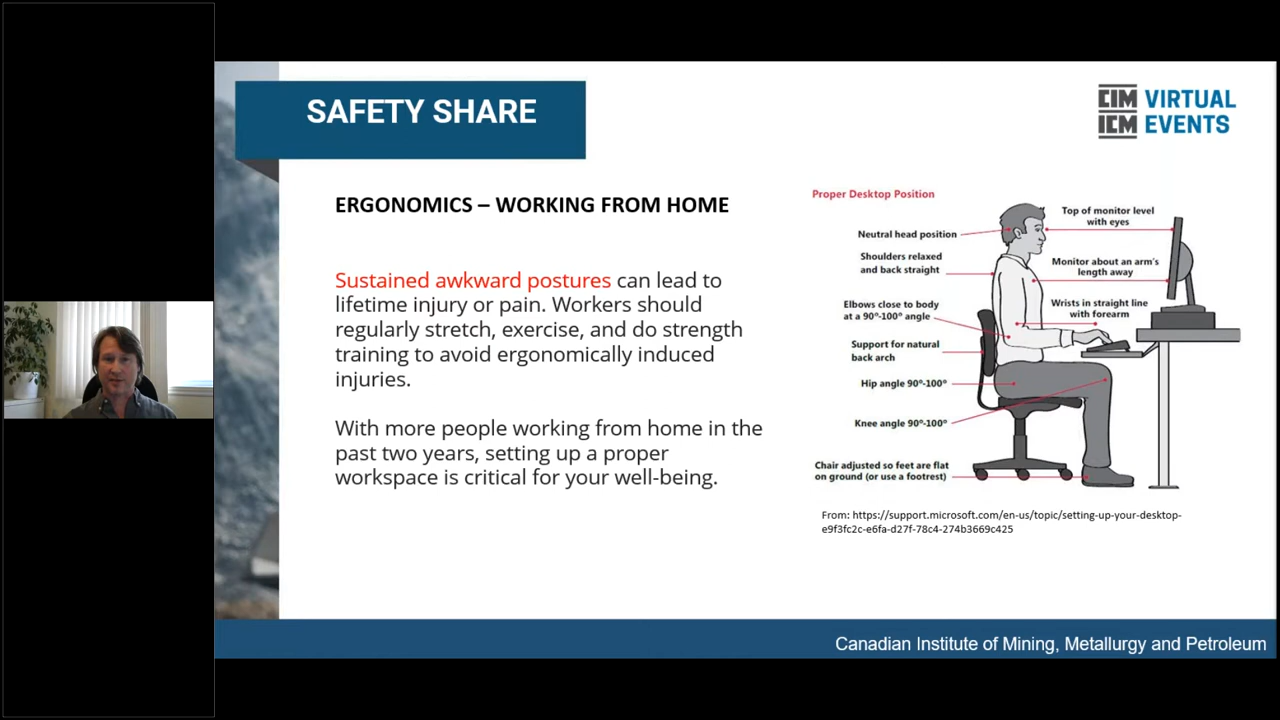 SAFETY SHARE
CIM
ICM
VIRTUAL
EVENTS
ERGONOMICS – WORKING FROM HOME
Sustained awkward postures can lead to
lifetime injury or pain. Workers should
regularly stretch, exercise, and do strength
training to avoid ergonomically induced
injuries.
With more people working from home in the
past two years, setting up a proper
workspace is critical for your well-being.
Proper Desktop Position
Neutral head position
Shoulders relaxed
and back straight
Elbows close to body
at a 90º-100º angle
Support for natural
back arch
Hip angle 90º-100º
Knee angle 90º-100º
Chair adjusted so feet are flat
on ground (or use a footrest)
Top of monitor level
with eyes
Monitor about an arm's
length away
Wrists in straight line
with forearm
From: https://support.microsoft.com/en-us/topic/setting-up-your-desktop-
e9f3fc2c-e6fa-d27f-78c4-274b3669c425
Canadian Institute of Mining, Metallurgy and Petroleum